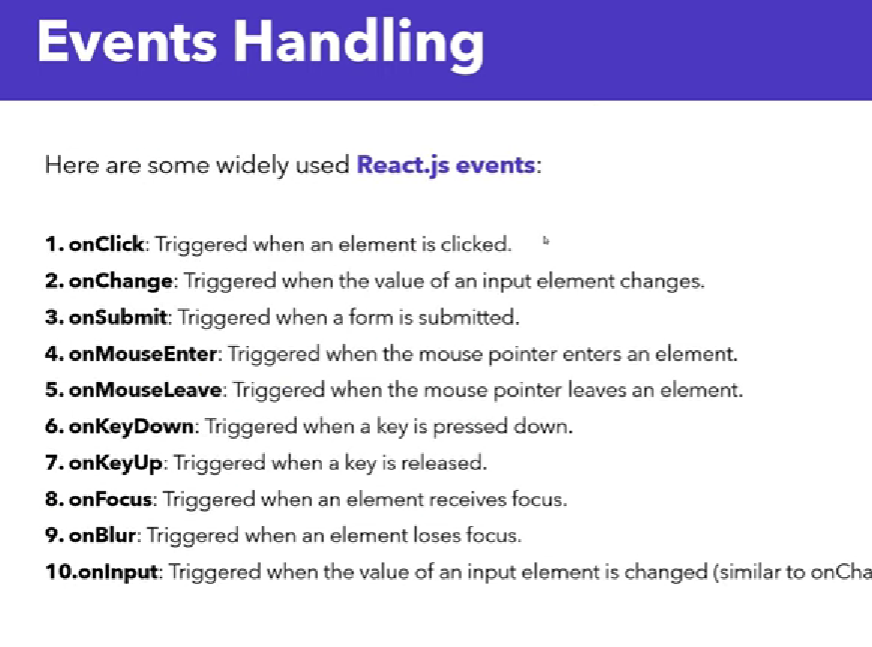 Events Handling
Here are some widely used React.js events:
1. onClick: Triggered when an element is clicked.
2. onChange: Triggered when the value of an input element changes.
3. onSubmit: Triggered when a form is submitted.
4. onMouseEnter: Triggered when the mouse pointer enters an element.
5. onMouseLeave: Triggered when the mouse pointer leaves an element.
6. onKeyDown: Triggered when a key is pressed down.
7. onKeyUp: Triggered when a key is released.
8. onFocus: Triggered when an element receives focus.
9. onBlur: Triggered when an element loses focus.
10.onInput: Triggered when the value of an input element is changed (similar to onCha